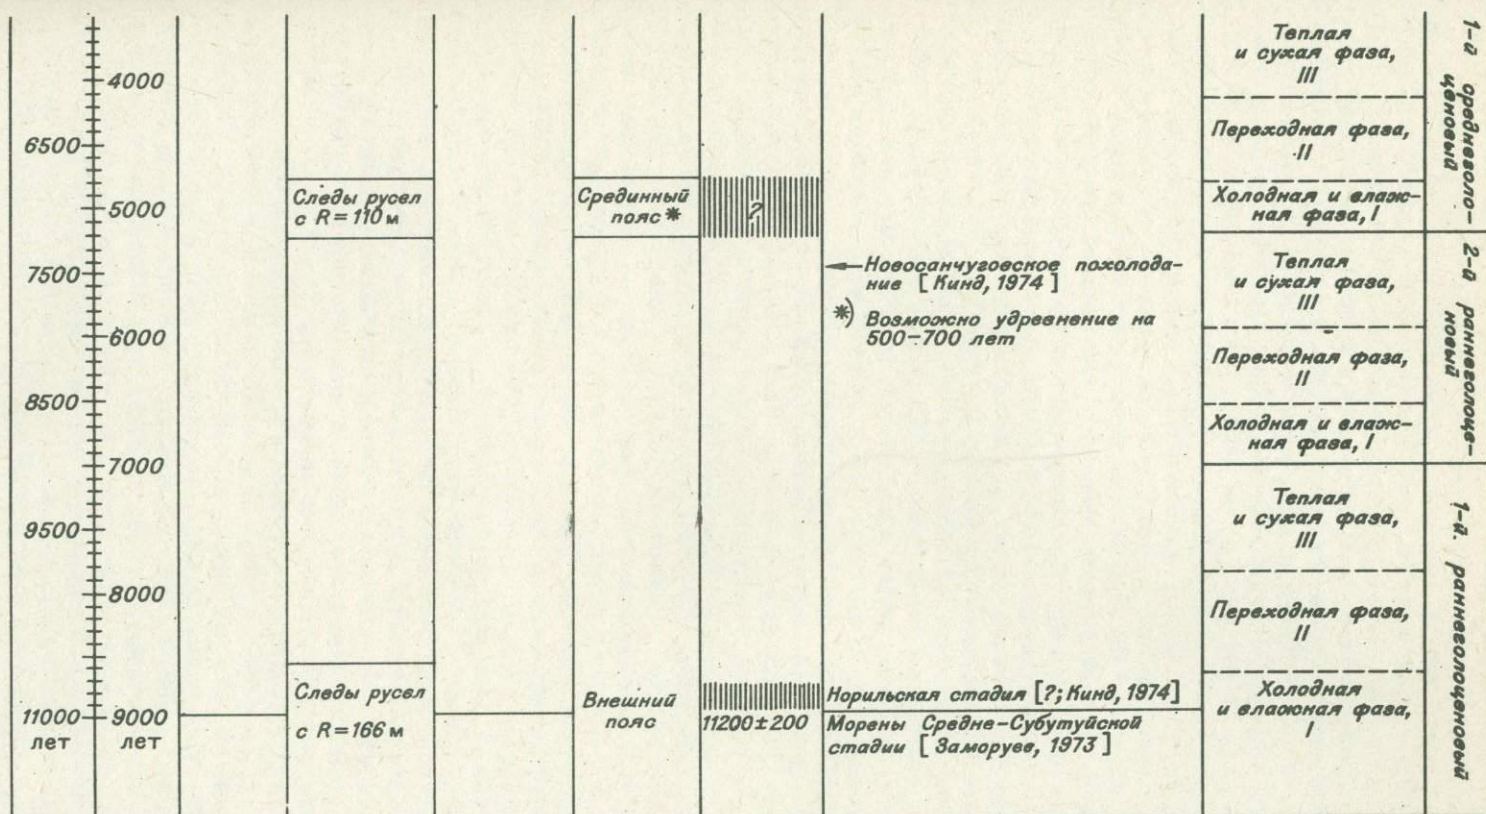 6500
7500
8500
9500
11000
лет
4000
5000
6000
7000
8000
9000
лет
Следы русел
с R=110 м
Следы русел
с R=166 м
Срединный
пояс*
Внешний
пояс
?
11200±200
Новосанчуговское похолода-
ние [Кинд, 1974]
*) Возможно удревнение на
500-700 лет
Норильская стадия [?; Кинд, 1974]
Морены Средне-Субутуйской
стадии [Заморуев, 1973]
Теплая
и сухая фаза,
III
Переходная фаза,
II
Холодная и влаж-
ная фаза, I
Теплая
и сухая фаза,
III
Переходная фаза,
II
Холодная и влаж-
ная фаза, I
Теплая
и сухая фаза,
III
Переходная фаза,
II
Холодная
и влажная фаза,
I
1-й среднеголо-
ценовый
2-й раннеголоце-
новый
1-й раннеголоценовый